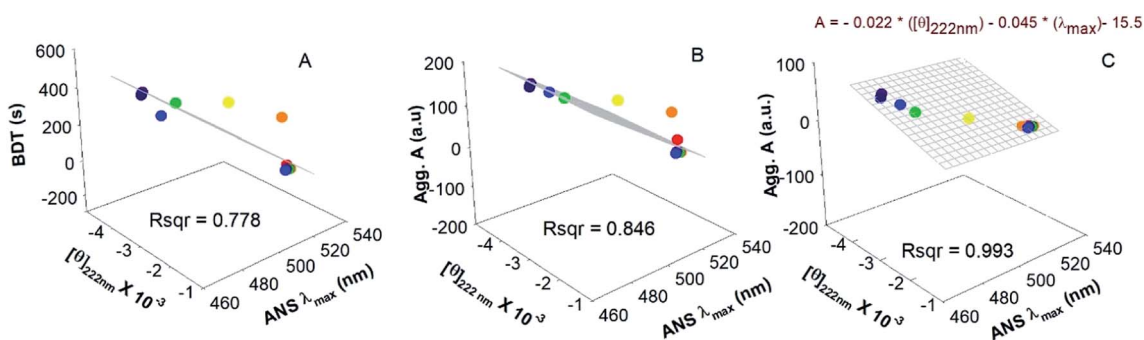 A = - 0.022 * ([θ]222nm) - 0.045 * (λmax)- 15.5
A
600
400
200
0
-200
BDT (s)
-4
-3
-2
-1
[θ]222nm X 10-3
460
480
500
520
540
ANS λmax (nm)
Rsqr = 0.778
B
200
100
0
-100
-200
Agg. A (a.u)
-4
-3
-2
-1
[θ]222 nm X 10-3
460
480
500
520
540
ANS λmax (nm)
Rsqr = 0.846
C
100
0
-100
-200
Agg. A (a.u.)
-4
-3
-2
-1
[θ]222nm X 10-3
460
480
500
520
540
ANS λmax (nm)
Rsqr = 0.993